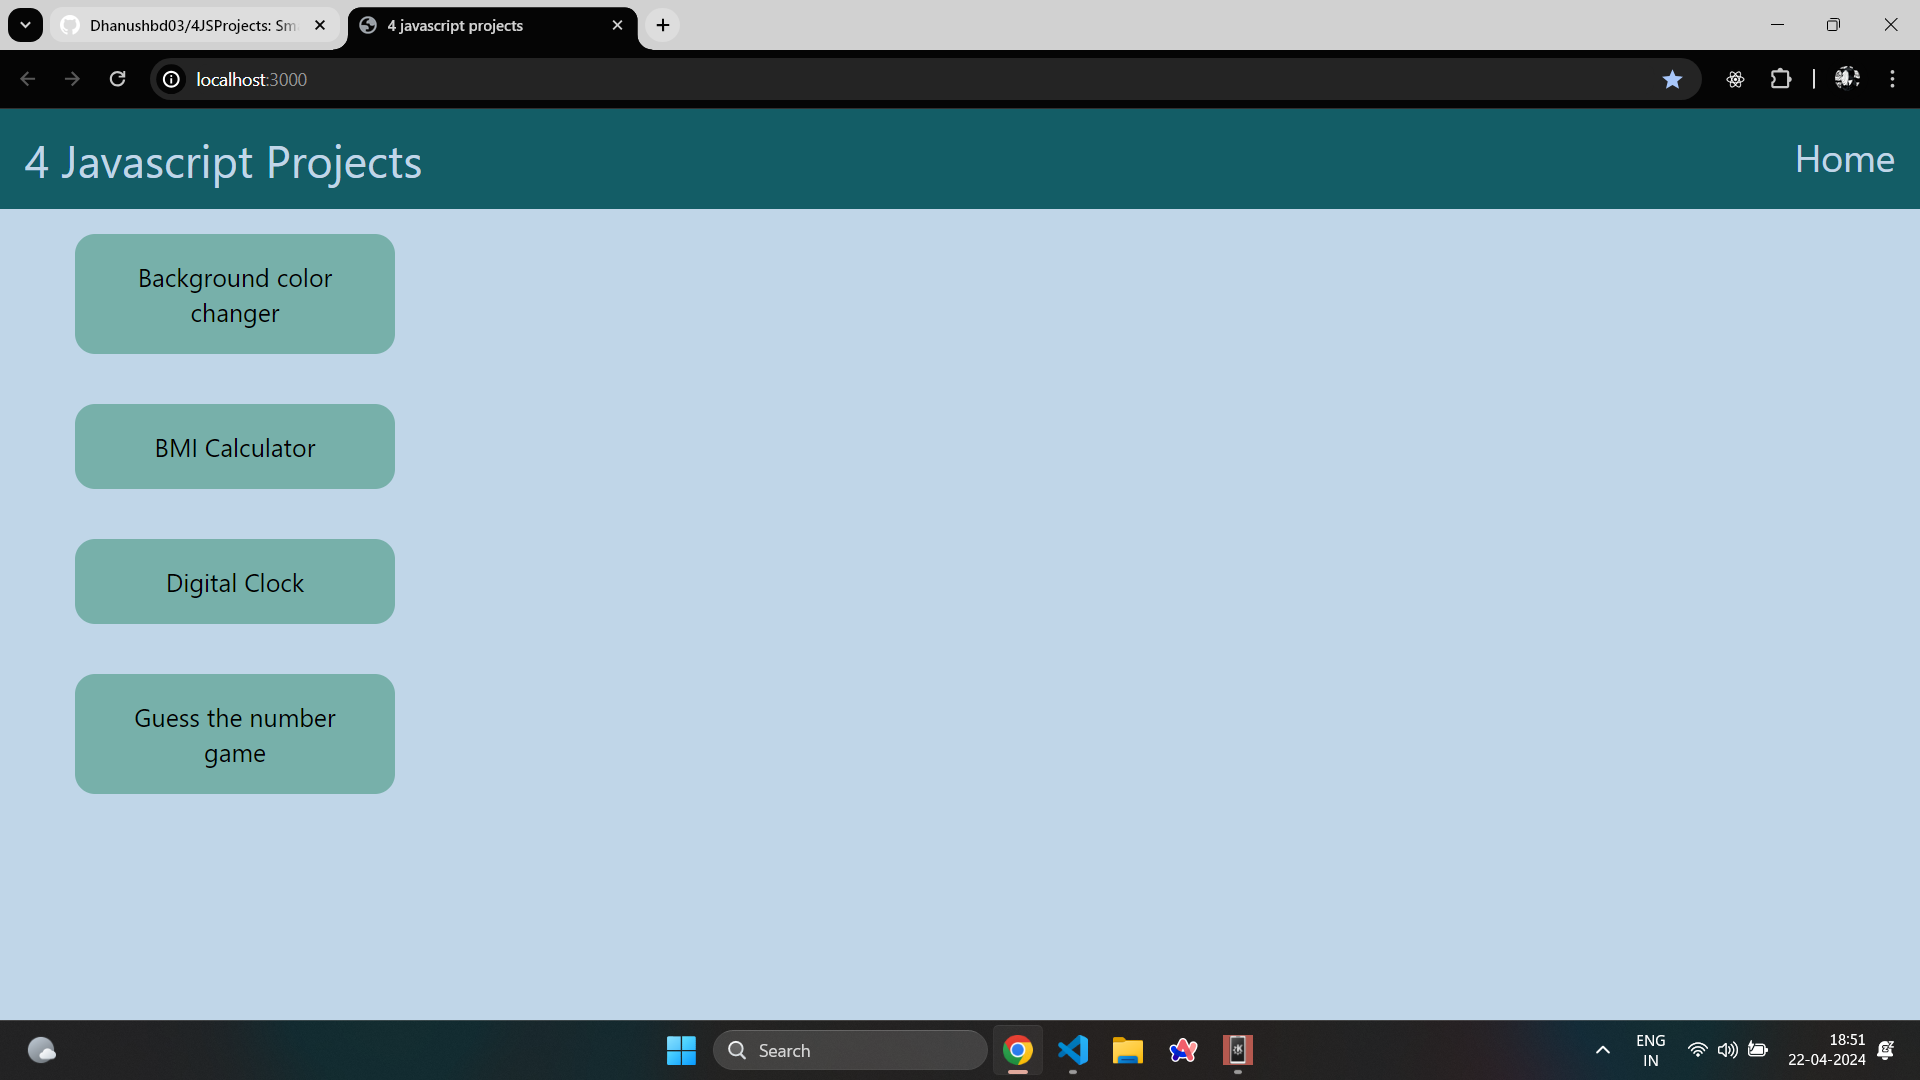 Dhanushbd03/4JSProjects: Sm
4 javascript projects
localhost:3000
4 Javascript Projects
Home
Background color
changer
BMI Calculator
Digital Clock
Guess the number
game
Search
ENG
IN
18:51
22-04-2024